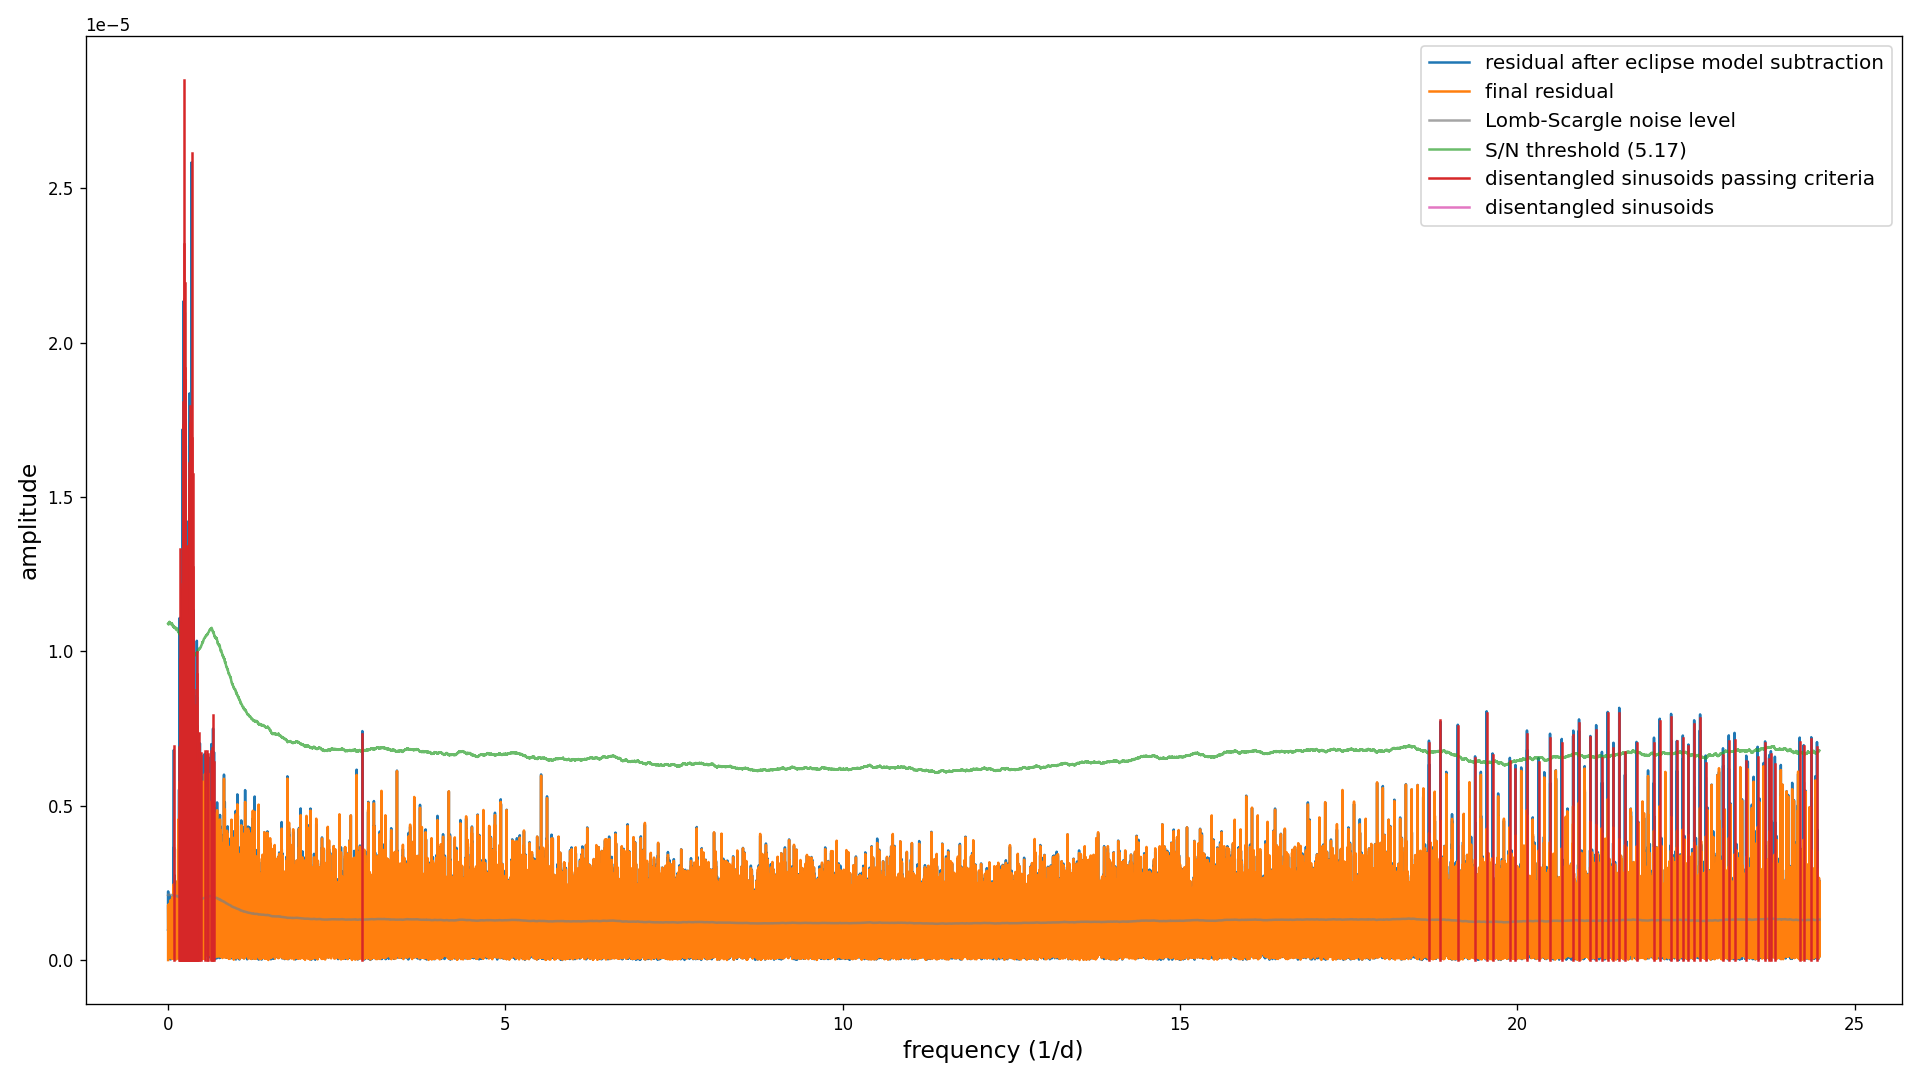 1e−5
residual after eclipse model subtraction
final residual
Lomb-Scargle noise level
S/N threshold (5.17)
disentangled sinusoids passing criteria
disentangled sinusoids
2.5
2.0
1.5
1.0
0.5
0.0
amplitude
0 5 10 15 20 25
frequency (1/d)